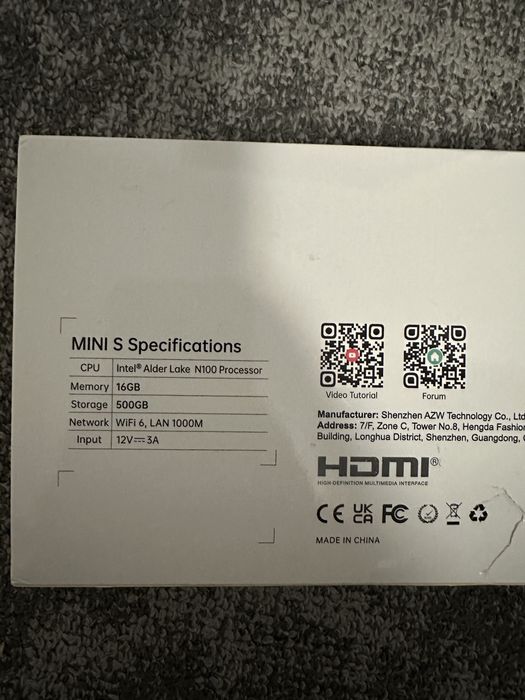 MINI S Specifications
CPU Intel® Alder Lake N100 Processor
Memory 16GB
Storage 500GB
Network WiFi 6, LAN 1000M
Input 12V⎓3A
Video Tutorial
Forum
Manufacturer: Shenzhen AZW Technology Co., Ltd
Address: 7/F, Zone C, Tower No.8, Hengda Fashion
Building, Longhua District, Shenzhen, Guangdong,
HDMI®
HIGH-DEFINITION MULTIMEDIA INTERFACE
CE UK CA FC
MADE IN CHINA